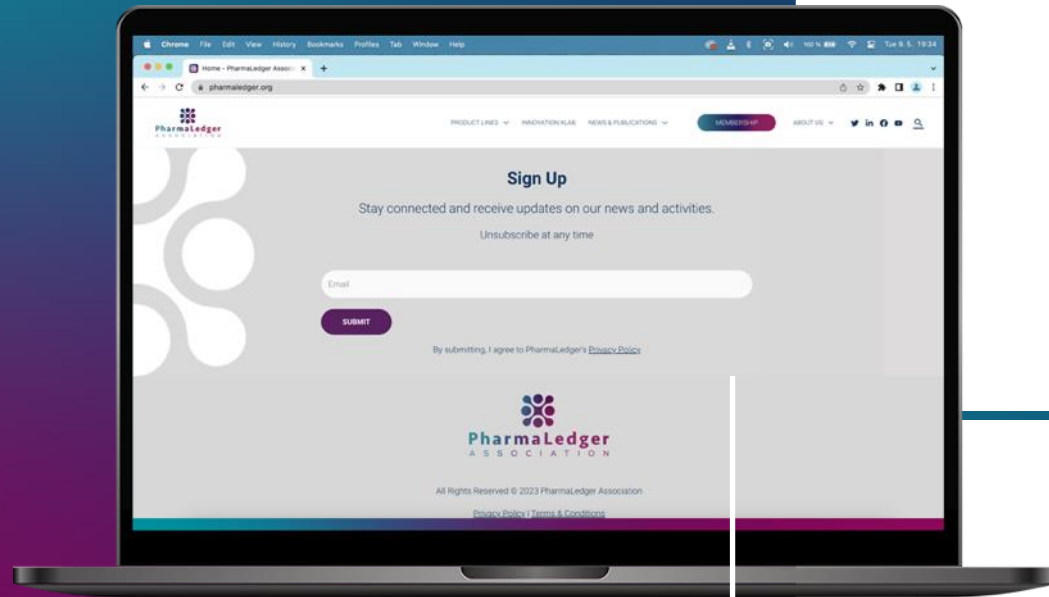 Chrome File Edit View History Bookmarks Profiles Tab Window Help 100 % Tue 9. 5. 19:34
Home - PharmaLedger Associ
pharmaledger.org
PharmaLedger
ASSOCIATION
PRODUCT LINES
NEWS & PUBLICATIONS
MEMBERSHIP
ABOUT US
Sign Up
Stay connected and receive updates on our news and activities.
Unsubscribe at any time
Email
SUBMIT
By submitting, I agree to PharmaLedger's Privacy Policy
PharmaLedger
ASSOCIATION
All Rights Reserved © 2023 PharmaLedger Association
Privacy Policy | Terms & Conditions